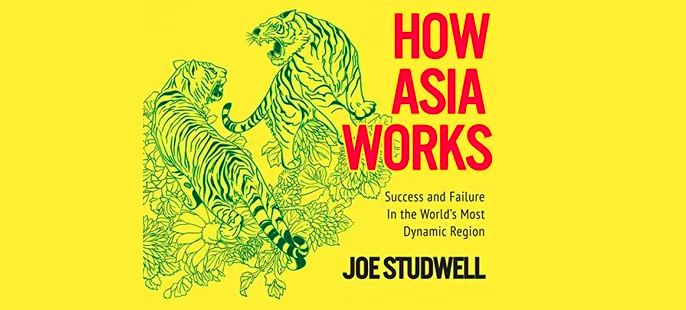 HOW
ASIA
WORKS
Success and Failure
In the World's Most
Dynamic Region
JOE STUDWELL